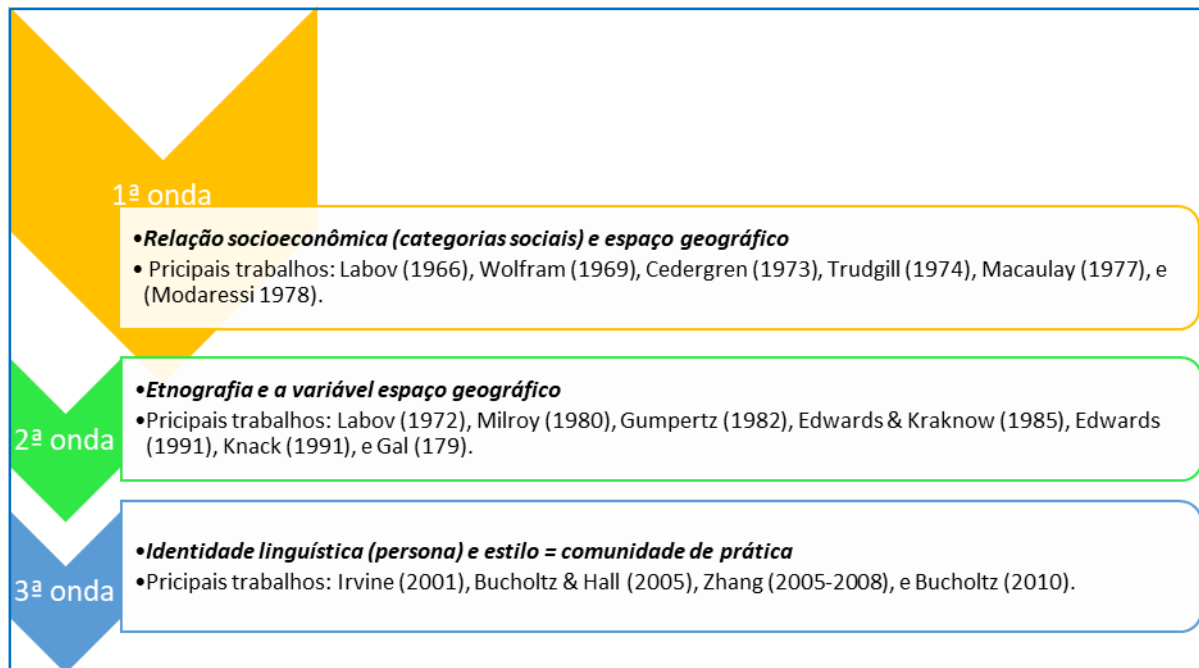 1ª onda
•Relação socioeconômica (categorias sociais) e espaço geográfico
• Pricipais trabalhos: Labov (1966), Wolfram (1969), Cedergren (1973), Trudgill (1974), Macaulay (1977), e
(Modaressi 1978).
2ª onda
•Etnografia e a variável espaço geográfico
•Pricipais trabalhos: Labov (1972), Milroy (1980), Gumpertz (1982), Edwards & Kraknow (1985), Edwards
(1991), Knack (1991), e Gal (179).
3ª onda
•Identidade linguística (persona) e estilo = comunidade de prática
•Pricipais trabalhos: Irvine (2001), Bucholtz & Hall (2005), Zhang (2005-2008), e Bucholtz (2010).